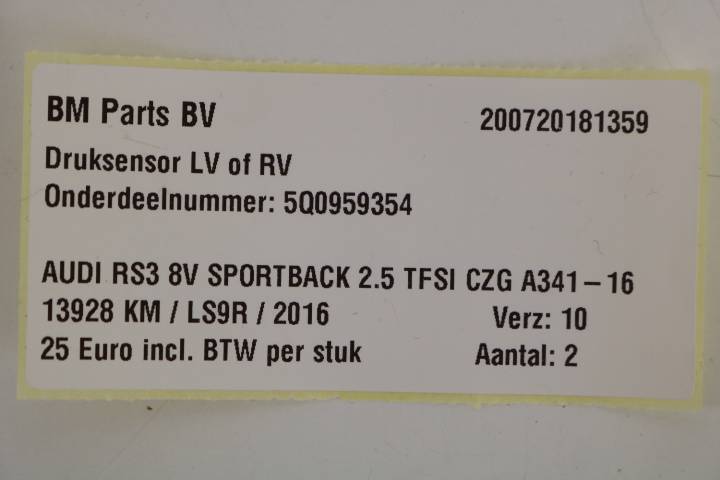 BM Parts BV 200720181359
Druksensor LV of RV
Onderdeelnummer: 5Q0959354
AUDI RS3 8V SPORTBACK 2.5 TFSI CZG A341-16
13928 KM / LS9R / 2016 Verz: 10
25 Euro incl. BTW per stuk Aantal: 2